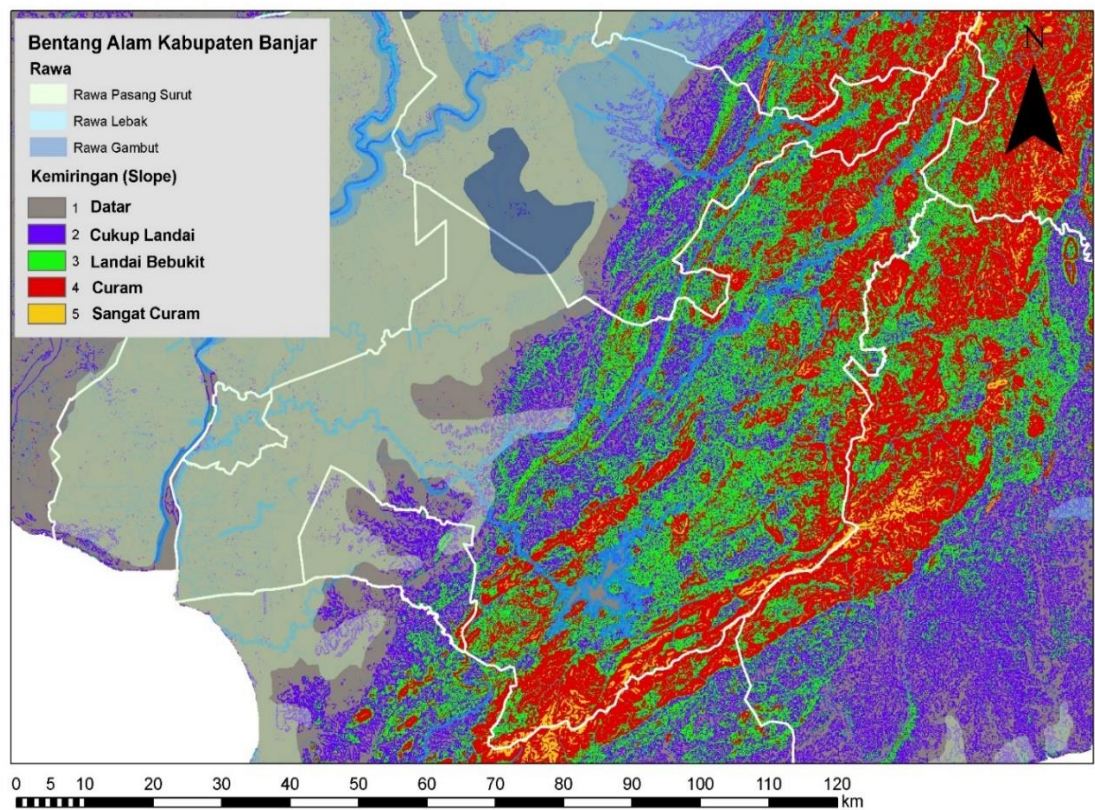 Bentang Alam Kabupaten Banjar
Rawa
Rawa Pasang Surut
Rawa Lebak
Rawa Gambut
Kemiringan (Slope)
1 Datar
2 Cukup Landai
3 Landai Bebukit
4 Curam
5 Sangat Curam
N
0 5 10 20 30 40 50 60 70 80 90 100 110 120
km